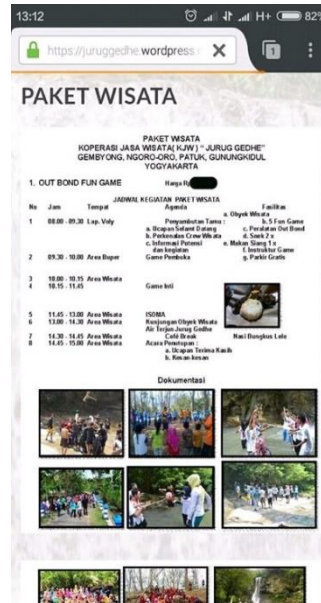 13:12
H+ 82%
https://juruggedhe.wordpress.
1
PAKET WISATA
PAKET WISATA
KOPERASI JASA WISATA( KJW ) " JURUG GEDHE"
GEMBYONG, NGORO-ORO, PATUK, GUNUNGKIDUL
YOGYAKARTA
1. OUT BOND FUN GAME Harga Rp
JADWAL KEGIATAN PAKET WISATA
No Jam Tempat Agenda Fasilitas
a. Obyek Wisata
1 08.00 - 09.30 Lap. Voly Penyambutan Tamu : b. 5 Fun Game
a. Ucapan Selamt Datang c. Peralatan Out Bond
b. Perkenalan Crew Wisata d. Snek 2 x
c. Informasi Potensi e. Makan Siang 1 x
dan kegiatan f. Instruktur Game
2 09.30 - 10.00 Area Buper Game Pembuka g. Parkir Gratis
3 10.00 - 10.15 Area Wisata
4 10.15 - 11.45 Game Inti
5 11.45 - 13.00 Area Wisata ISOMA
6 13.00 - 14.30 Area Wisata Kunjungan Obyek Wisata
Air Terjun Jurug Gedhe
7 14.30 - 14.45 Area Wisata Café Break Nasi Bungkus Lele
8 14.45 - 15.00 Area Wisata Acara Penutupan :
a. Ucapan Terima Kasih
b. Kesan-kesan
Dokumentasi